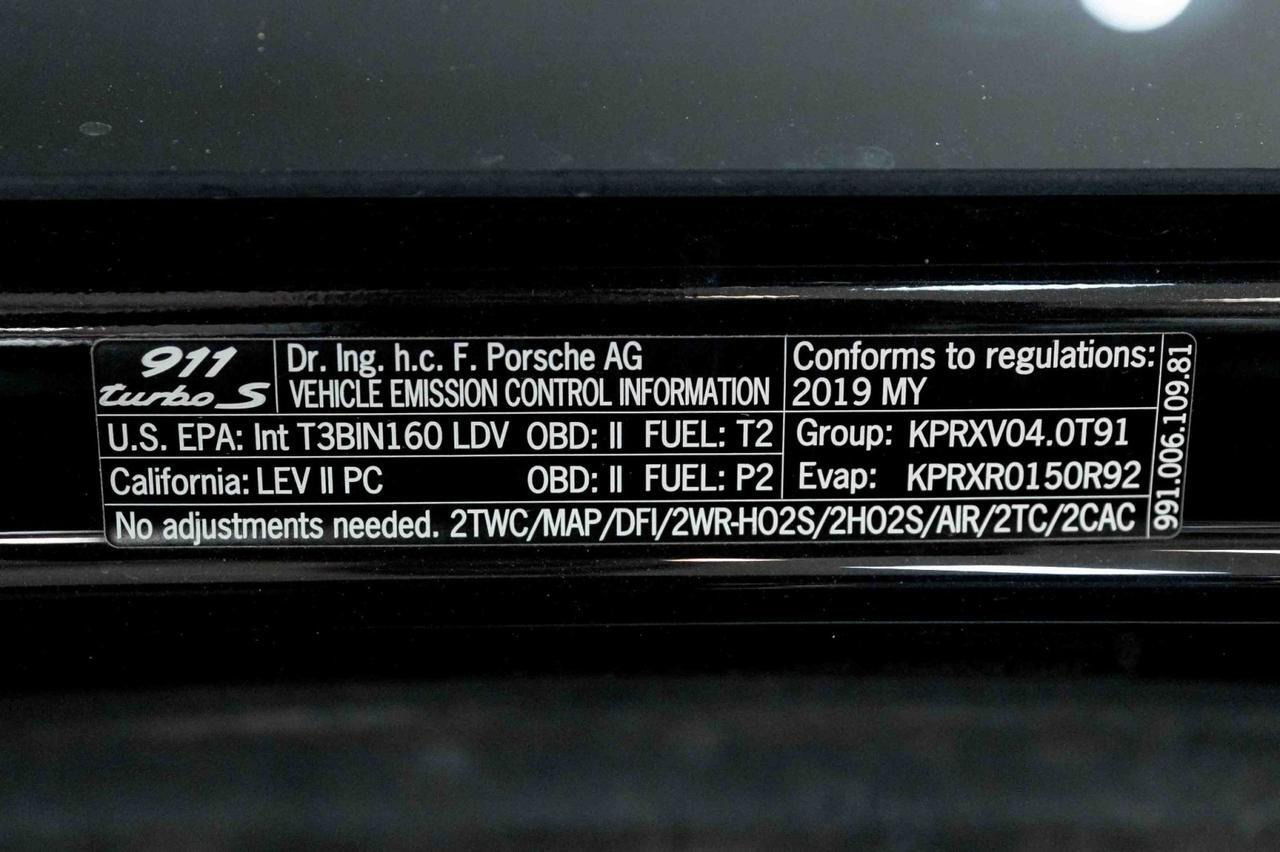 911
turbo S
Dr. Ing. h.c. F. Porsche AG
VEHICLE EMISSION CONTROL INFORMATION
Conforms to regulations:
2019 MY
U.S. EPA: Int T3BIN160 LDV OBD: II FUEL: T2
California: LEV II PC OBD: II FUEL: P2
Group: KPRXV04.0T91
Evap: KPRXR0150R92
No adjustments needed. 2TWC/MAP/DFI/2WR-HO2S/2HO2S/AIR/2TC/2CAC
991.006.109.81